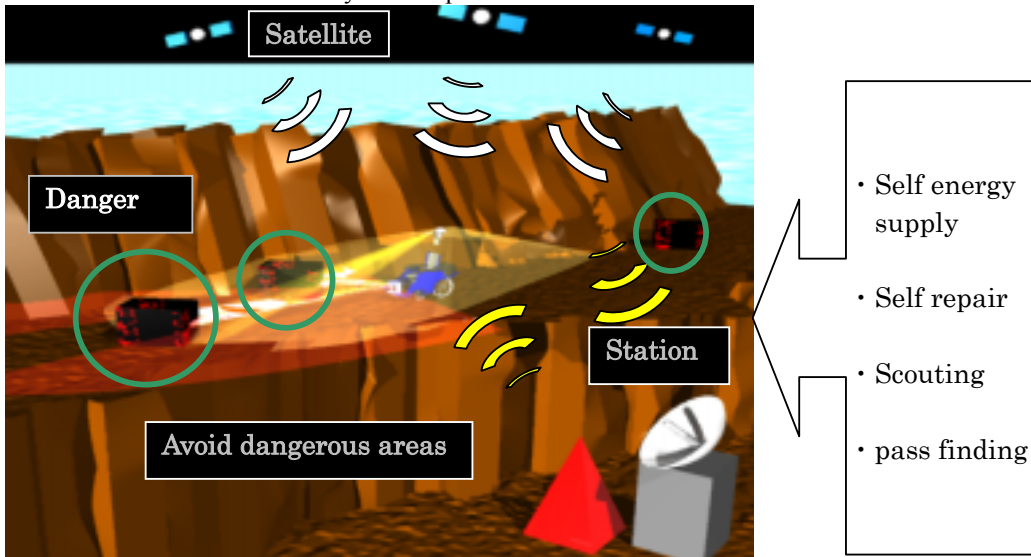 Satellite
Danger
Station
Avoid dangerous areas
・Self energy
supply
・Self repair
・Scouting
・pass finding